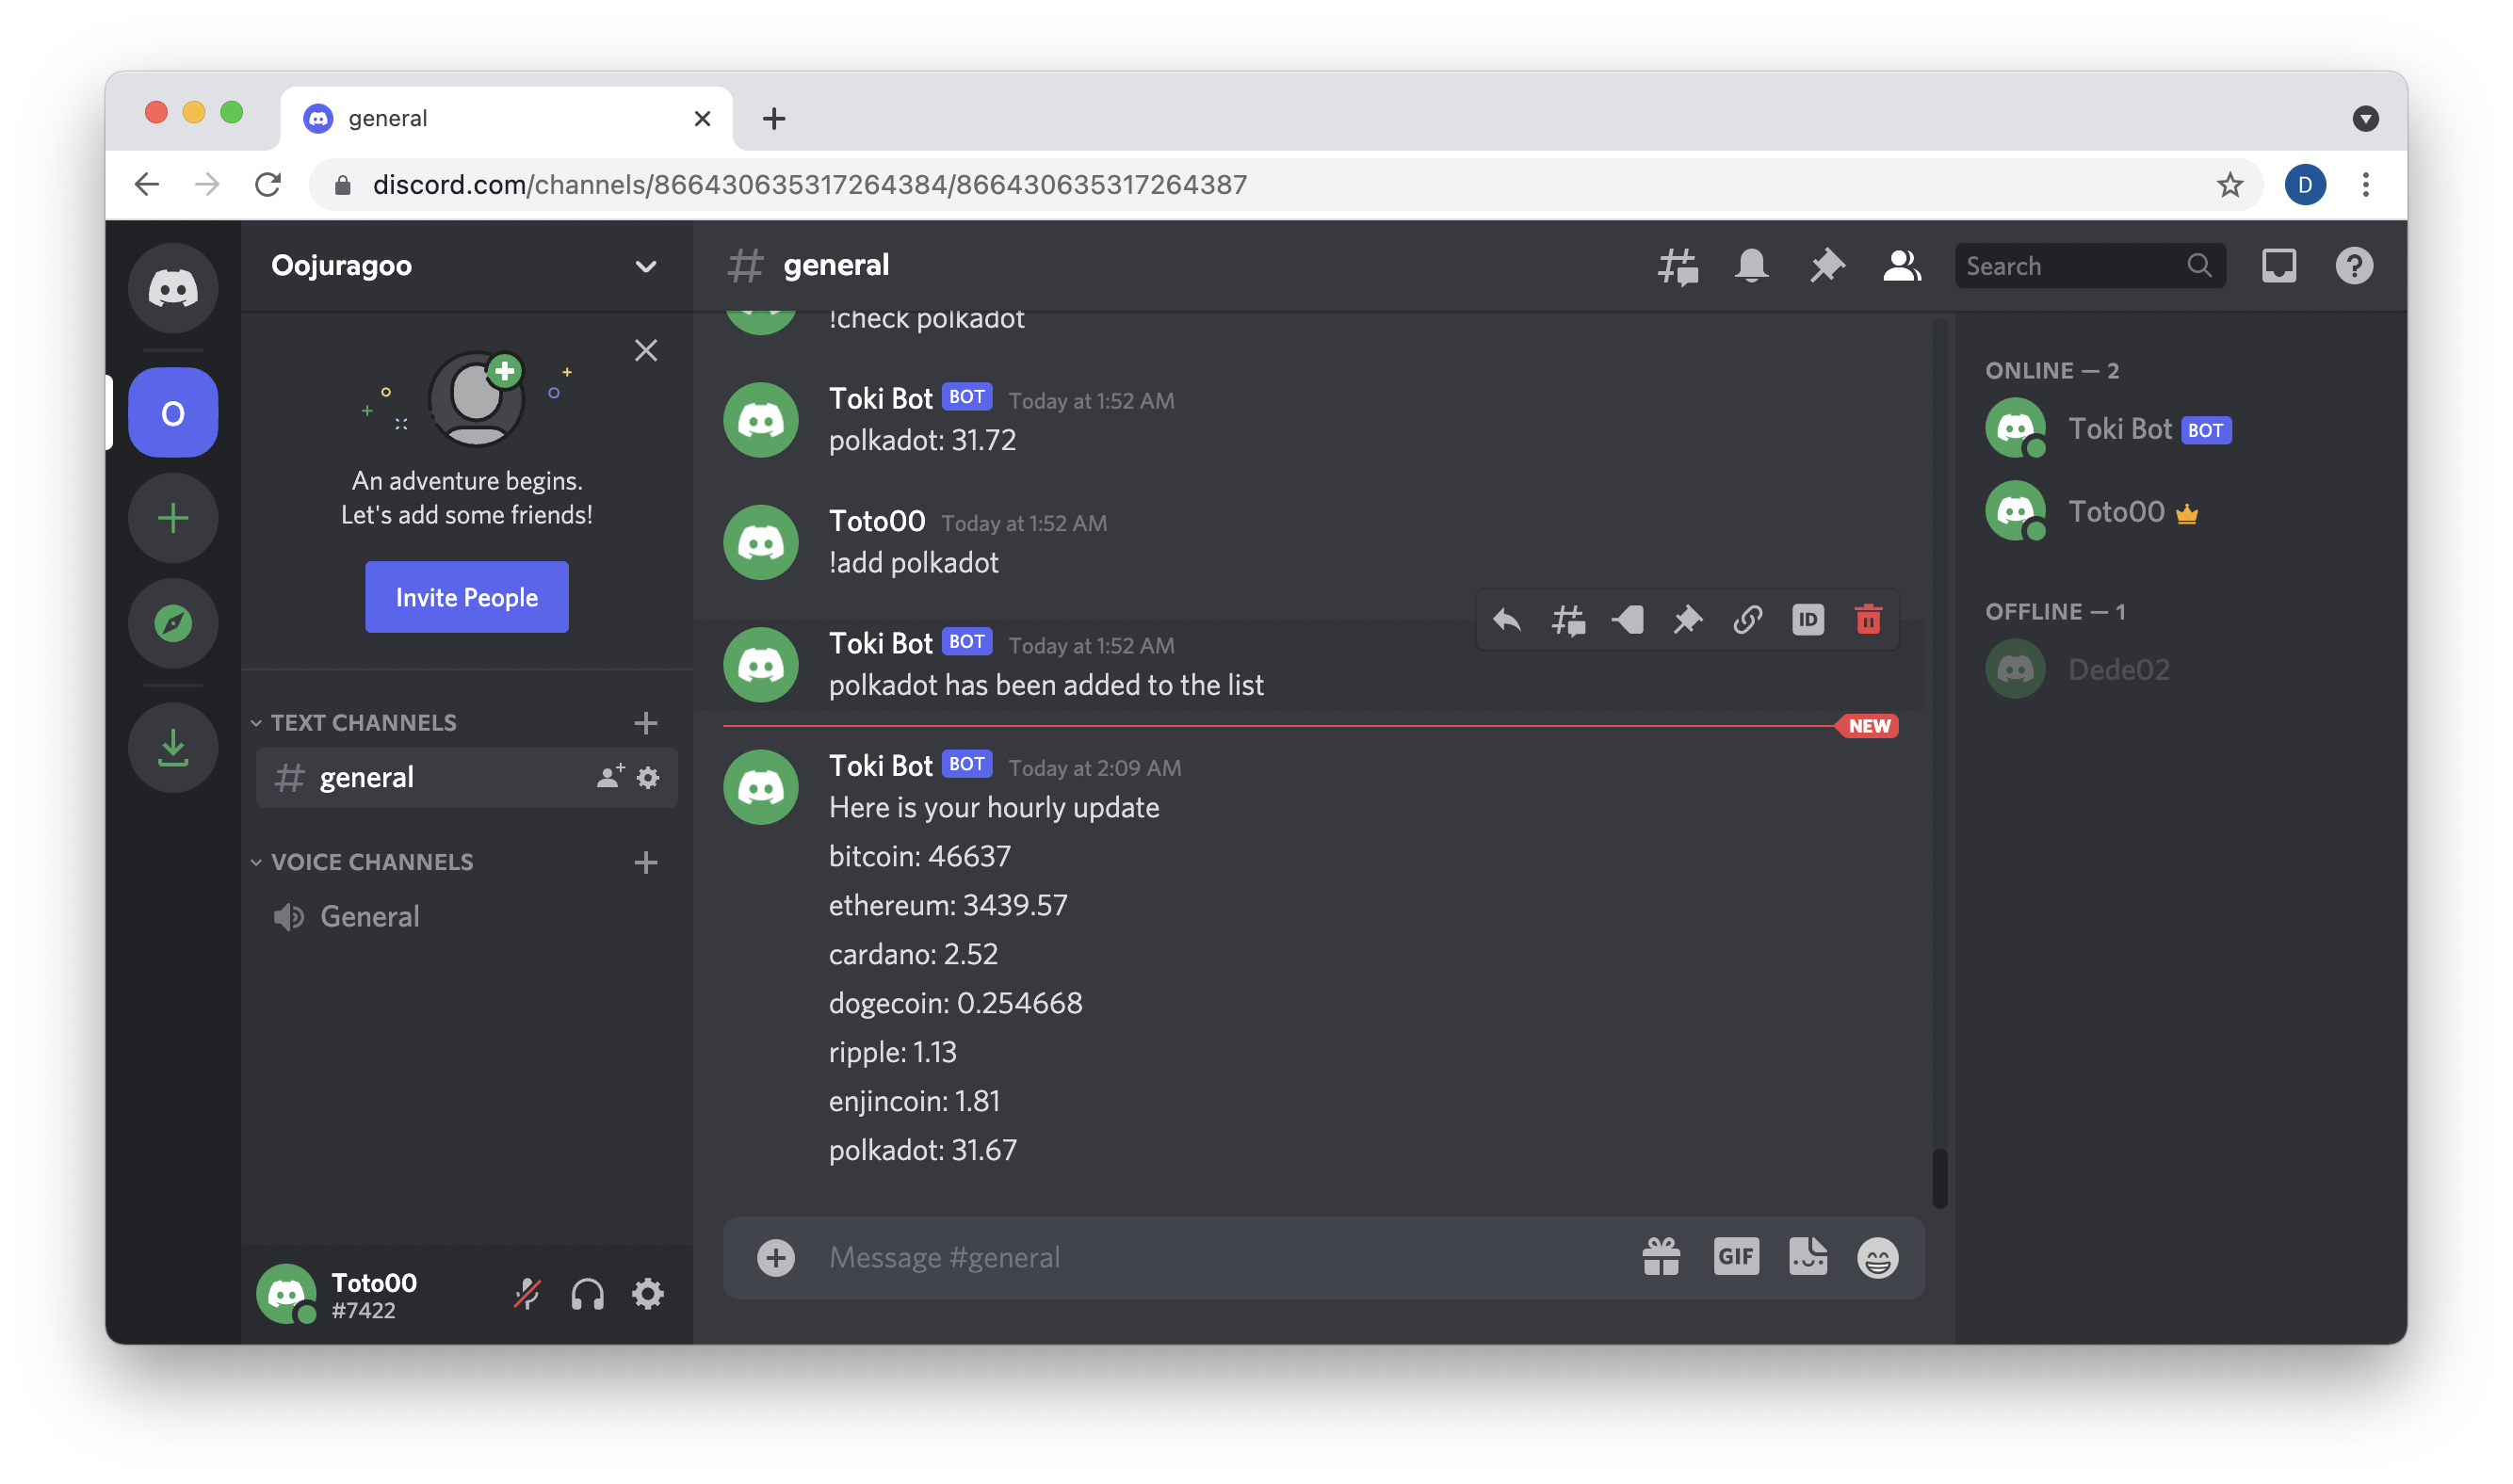 general
discord.com/channels/866430635317264384/866430635317264387
D
Oojuragoo
general
Search
O
An adventure begins.
Let's add some friends!
Invite People
TEXT CHANNELS
general
VOICE CHANNELS
General
Toto00
#7422
!check polkadot
Toki Bot BOT Today at 1:52 AM
polkadot: 31.72
Toto00 Today at 1:52 AM
!add polkadot
ID
Toki Bot BOT Today at 1:52 AM
polkadot has been added to the list
NEW
Toki Bot BOT Today at 2:09 AM
Here is your hourly update
bitcoin: 46637
ethereum: 3439.57
cardano: 2.52
dogecoin: 0.254668
ripple: 1.13
enjincoin: 1.81
polkadot: 31.67
Message #general
GIF
ONLINE — 2
Toki Bot BOT
Toto00
OFFLINE — 1
Dede02